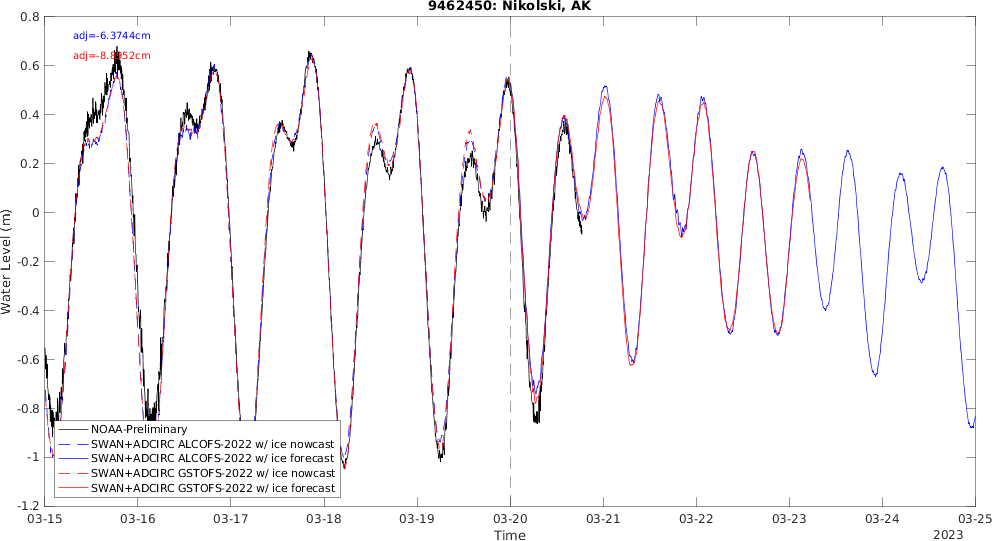 9462450: Nikolski, AK
0.8
0.6
0.4
0.2
0
-0.2
-0.4
-0.6
-0.8
-1
-1.2
Water Level (m)
adj=-6.3744cm
NOAA-Preliminary
SWAN+ADCIRC ALCOFS-2022 w/ ice nowcast
SWAN+ADCIRC ALCOFS-2022 w/ ice forecast
SWAN+ADCIRC GSTOFS-2022 w/ ice nowcast
SWAN+ADCIRC GSTOFS-2022 w/ ice forecast
03-15 03-16 03-17 03-18 03-19 03-20 03-21 03-22 03-23 03-24 03-25
Time
2023